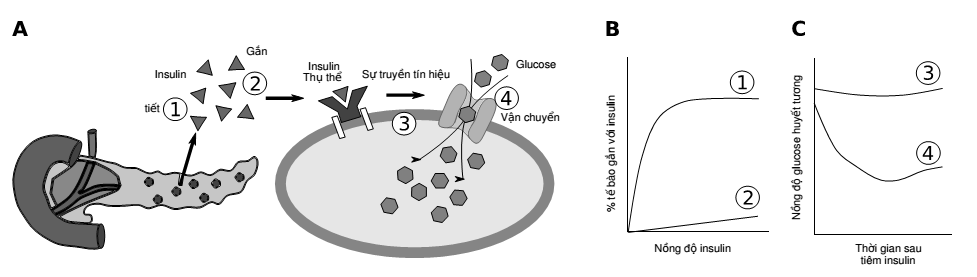 A
Gắn
Insulin
2
tiết
1
Insulin
Thụ thể
Sự truyền tín hiệu
3
Glucose
4
Vận chuyển
B
% tế bào gắn với insulin
1
2
Nồng độ insulin
C
Nồng độ glucose huyết tương
3
4
Thời gian sau
tiêm insulin